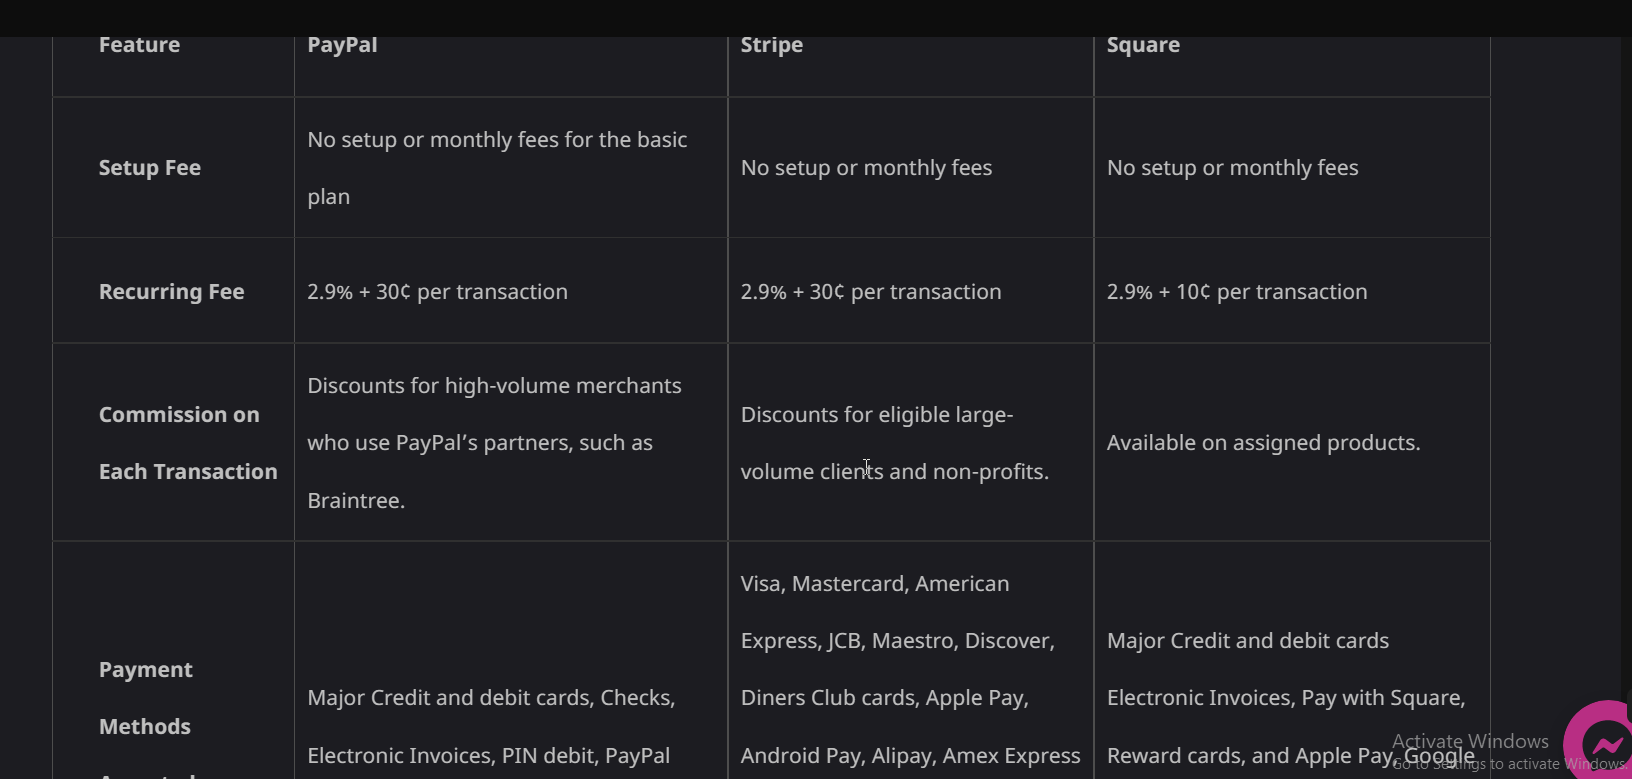 Feature
PayPal
Stripe
Square
Setup Fee
No setup or monthly fees for the basic
plan
No setup or monthly fees
No setup or monthly fees
Recurring Fee
2.9% + 30¢ per transaction
2.9% + 30¢ per transaction
2.9% + 10¢ per transaction
Commission on
Each Transaction
Discounts for high-volume merchants
who use PayPal’s partners, such as
Braintree.
Discounts for eligible large-
volume clients and non-profits.
Available on assigned products.
Payment
Methods
Major Credit and debit cards, Checks,
Electronic Invoices, PIN debit, PayPal
Visa, Mastercard, American
Express, JCB, Maestro, Discover,
Diners Club cards, Apple Pay,
Android Pay, Alipay, Amex Express
Major Credit and debit cards
Electronic Invoices, Pay with Square,
Reward cards, and Apple Pay, Google
Activate Windows
Go to Settings to activate Windows.